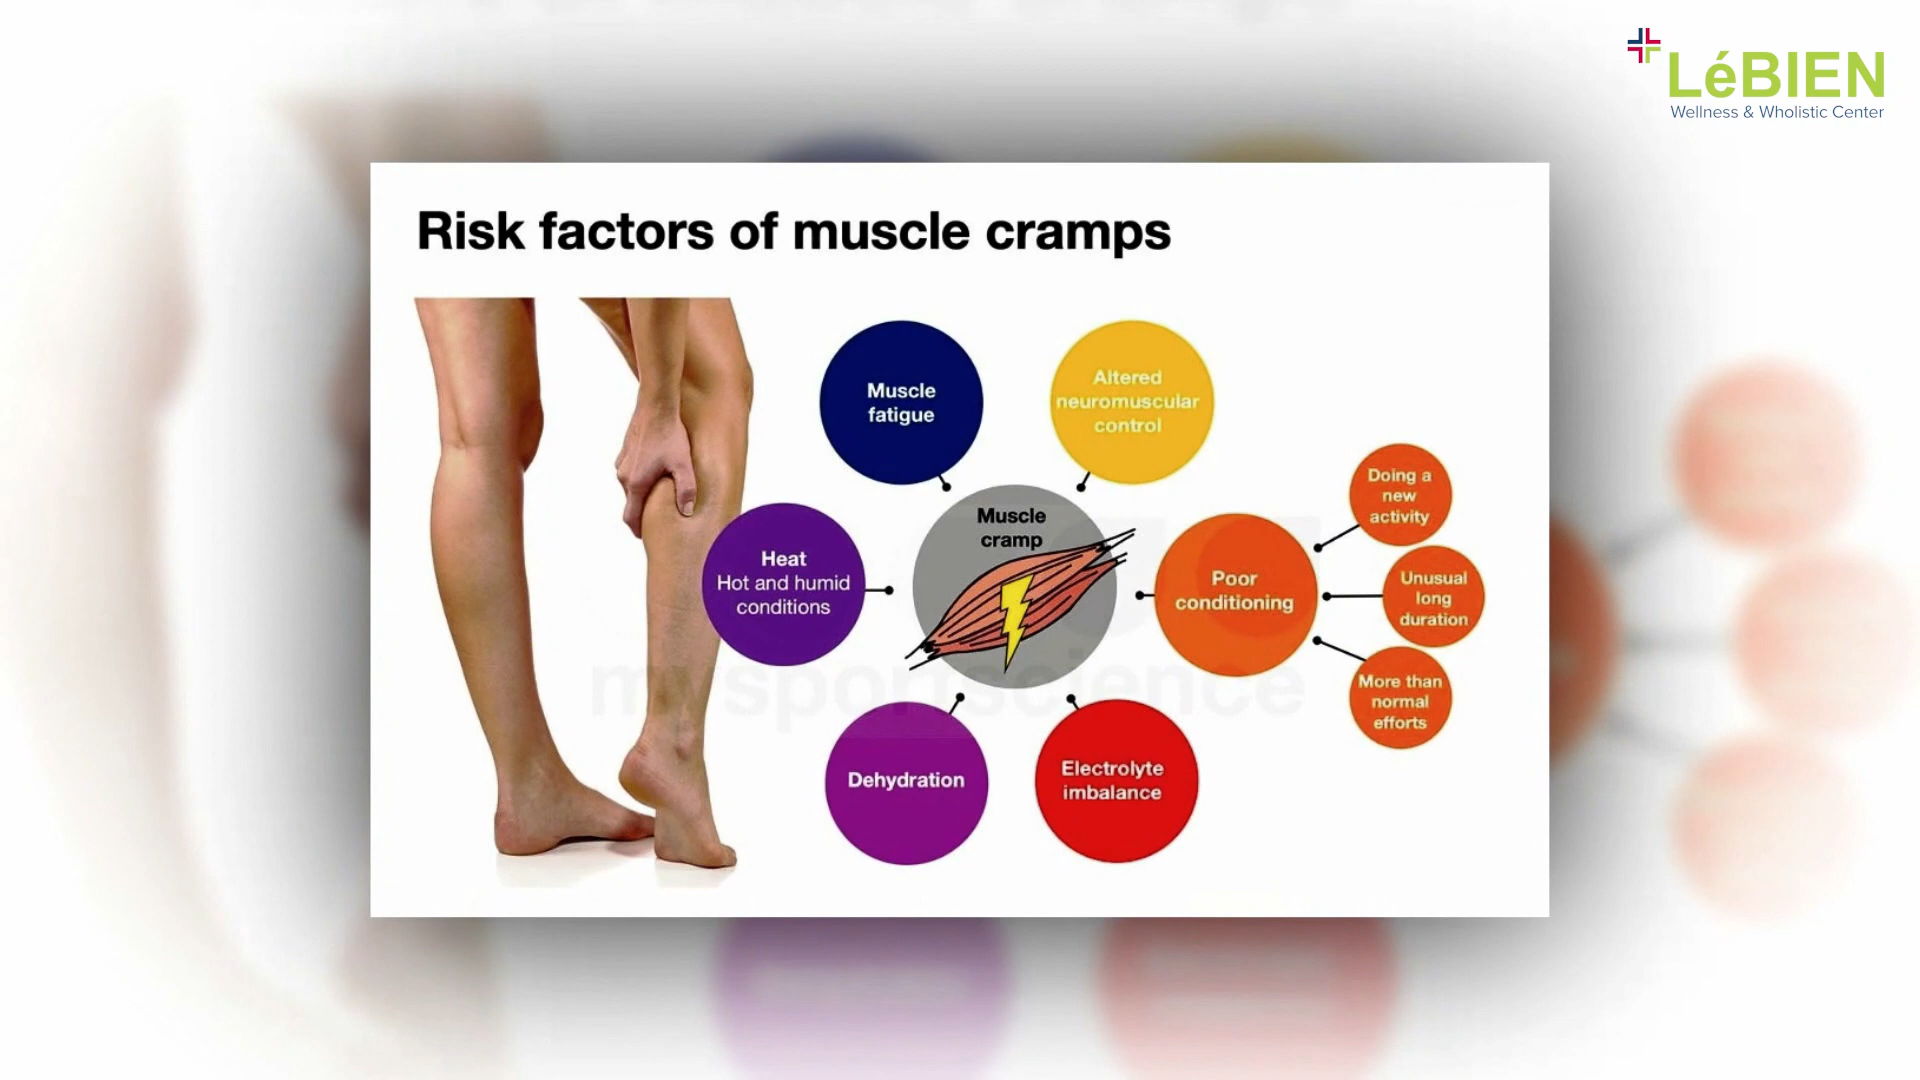 LéBIEN
Wellness & Wholistic Center
Risk factors of muscle cramps
Muscle
fatigue
Altered
neuromuscular
control
Doing a
new
activity
Muscle
cramp
Heat
Hot and humid
conditions
Poor
conditioning
Unusual
long
duration
More than
normal
efforts
mysportscience
Dehydration
Electrolyte
imbalance